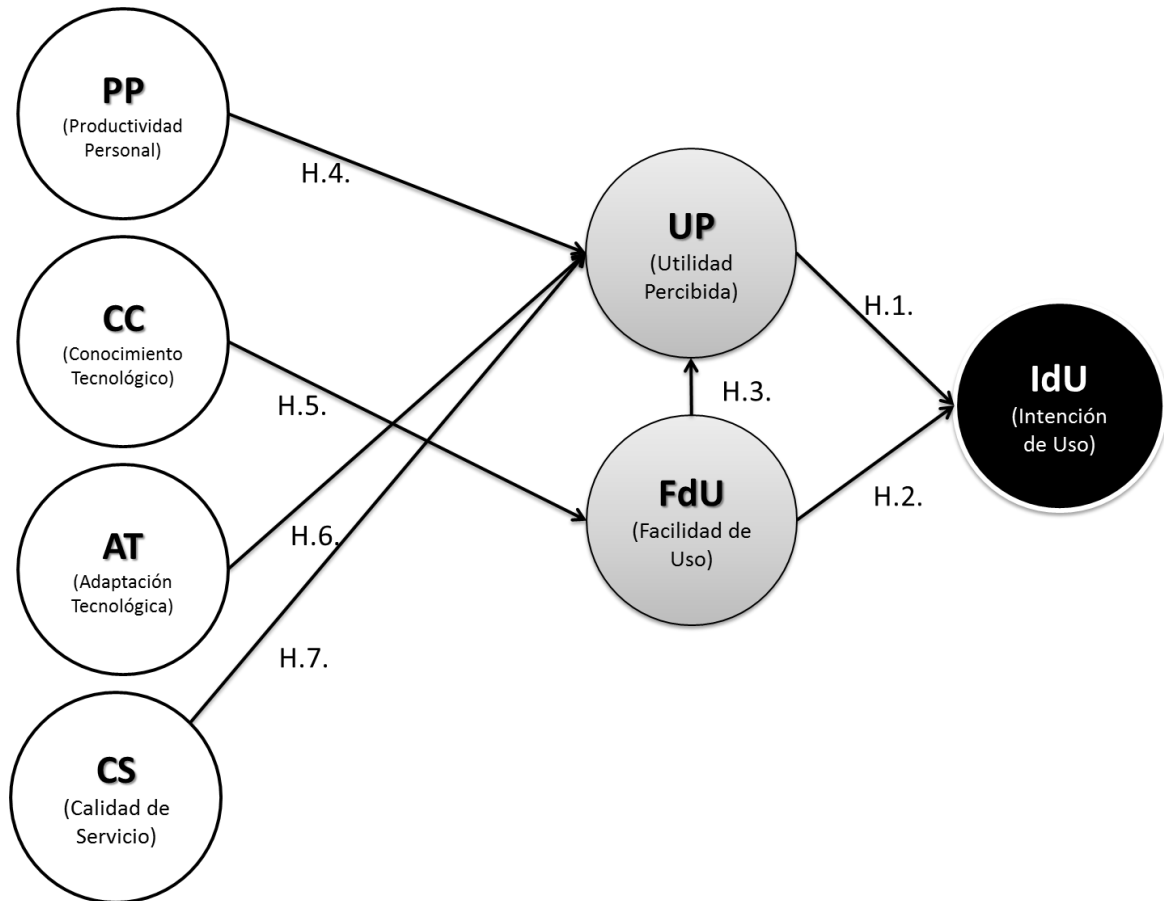 PP
(Productividad
Personal)
H.4.
CC
(Conocimiento
Tecnológico)
H.5.
AT
(Adaptación
Tecnológica)
H.6.
CS
(Calidad de
Servicio)
H.7.
UP
(Utilidad
Percibida)
H.1.
H.3.
FdU
(Facilidad de
Uso)
H.2.
IdU
(Intención
de Uso)